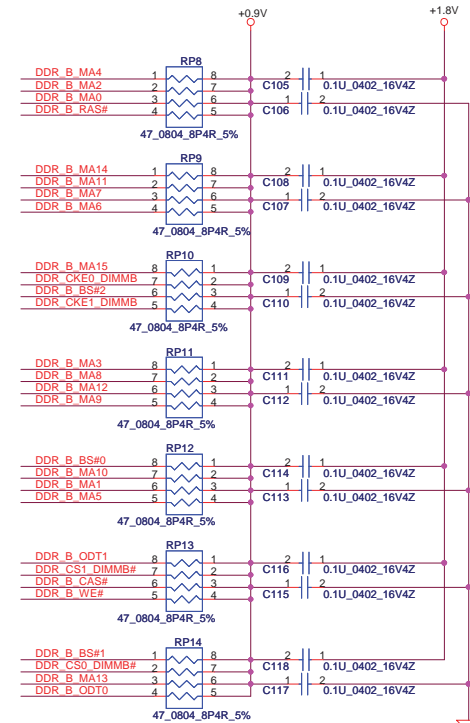 +0.9V +1.8V
RP8
DDR_B_MA4 1 8 2 1
DDR_B_MA2 2 7 C105 0.1U_0402_16V4Z
DDR_B_MA0 3 6 1 2
DDR_B_RAS# 4 5 C106 0.1U_0402_16V4Z
47_0804_8P4R_5%
RP9
DDR_B_MA14 1 8 2 1
DDR_B_MA11 2 7 C108 0.1U_0402_16V4Z
DDR_B_MA7 3 6 1 2
DDR_B_MA6 4 5 C107 0.1U_0402_16V4Z
47_0804_8P4R_5%
RP10
DDR_B_MA15 8 1 2 1
DDR_CKE0_DIMMB 7 2 C109 0.1U_0402_16V4Z
DDR_B_BS#2 6 3 1 2
DDR_CKE1_DIMMB 5 4 C110 0.1U_0402_16V4Z
47_0804_8P4R_5%
RP11
DDR_B_MA3 8 1 2 1
DDR_B_MA8 7 2 C111 0.1U_0402_16V4Z
DDR_B_MA12 6 3 1 2
DDR_B_MA9 5 4 C112 0.1U_0402_16V4Z
47_0804_8P4R_5%
RP12
DDR_B_BS#0 8 1 2 1
DDR_B_MA10 7 2 C114 0.1U_0402_16V4Z
DDR_B_MA1 6 3 1 2
DDR_B_MA5 5 4 C113 0.1U_0402_16V4Z
47_0804_8P4R_5%
RP13
DDR_B_ODT1 8 1 2 1
DDR_CS1_DIMMB# 7 2 C116 0.1U_0402_16V4Z
DDR_B_CAS# 6 3 1 2
DDR_B_WE# 5 4 C115 0.1U_0402_16V4Z
47_0804_8P4R_5%
RP14
DDR_B_BS#1 1 8 2 1
DDR_CS0_DIMMB# 2 7 C118 0.1U_0402_16V4Z
DDR_B_MA13 3 6 1 2
DDR_B_ODT0 4 5 C117 0.1U_0402_16V4Z
47_0804_8P4R_5%